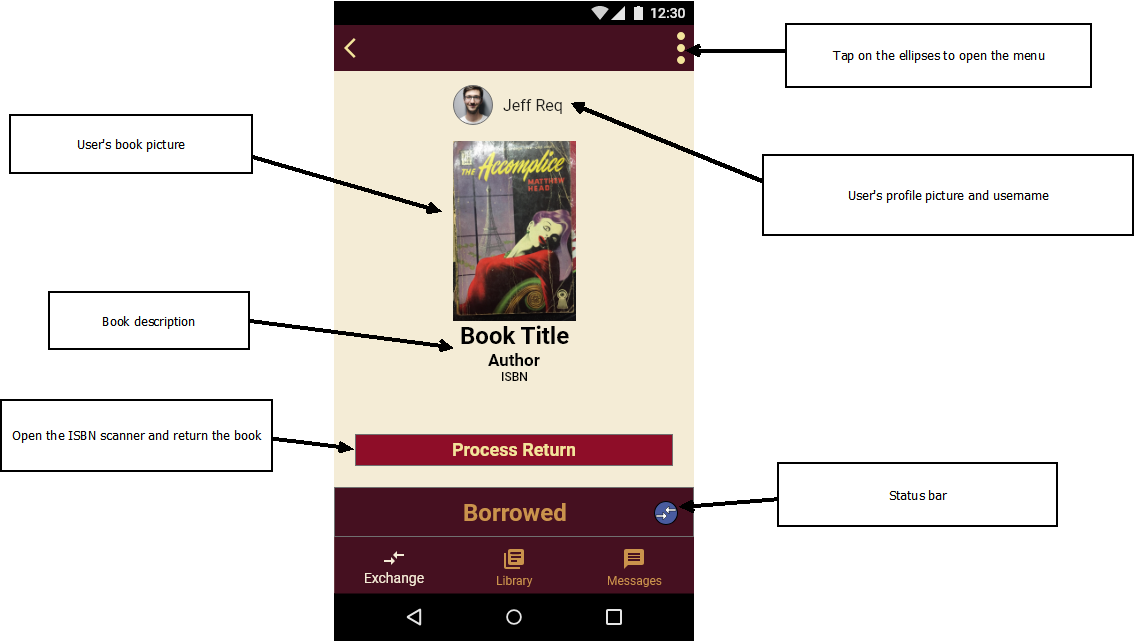 12:30
Tap on the ellipses to open the menu
Jeff Req
User's book picture
THE Accomplice
MATTHEW
HEAD
User's profile picture and username
Book description
Book Title
Author
ISBN
Open the ISBN scanner and return the book
Process Return
Status bar
Borrowed
Exchange
Library
Messages